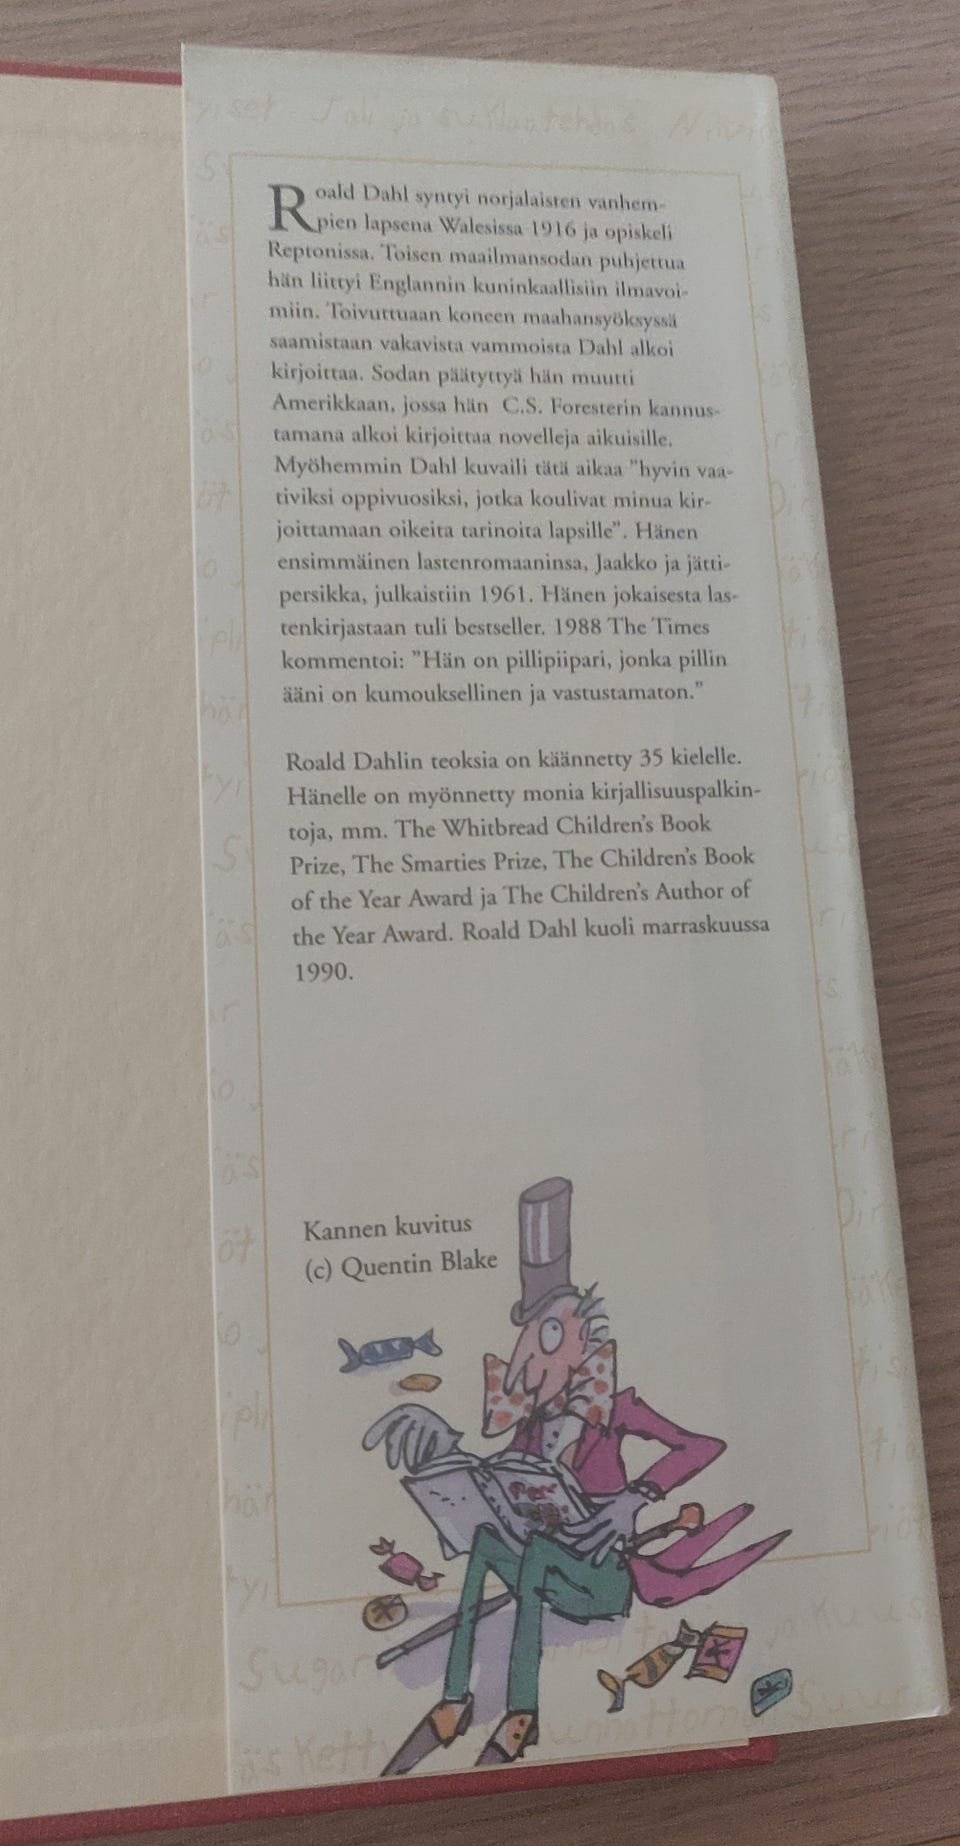 Roald Dahl syntyi norjalaisten vanhem-
pien lapsena Walesissa 1916 ja opiskeli
Reptonissa. Toisen maailmansodan puhjettua
hän liittyi Englannin kuninkaallisiin ilmavoi-
miin. Toivuttuaan koneen maahansyöksyssä
saamistaan vakavista vammoista Dahl alkoi
kirjoittaa. Sodan päätyttyä hän muutti
Amerikkaan, jossa hän C.S. Foresterin kannus-
tamana alkoi kirjoittaa novelleja aikuisille.
Myöhemmin Dahl kuvaili tätä aikaa ”hyvin vaa-
tiviksi oppivuosiksi, jotka koulivat minua kir-
joittamaan oikeita tarinoita lapsille”. Hänen
ensimmäinen lastenromaaninsa, Jaakko ja jätti-
persikka, julkaistiin 1961. Hänen jokaisesta las-
tenkirjastaan tuli bestseller. 1988 The Times
kommentoi: ”Hän on pillipiipari, jonka pillin
ääni on kumouksellinen ja vastustamaton.”
Roald Dahlin teoksia on käännetty 35 kielelle.
Hänelle on myönnetty monia kirjallisuuspalkin-
toja, mm. The Whitbread Children’s Book
Prize, The Smarties Prize, The Children’s Book
of the Year Award ja The Children’s Author of
the Year Award. Roald Dahl kuoli marraskuussa
1990.
Kannen kuvitus
(c) Quentin Blake